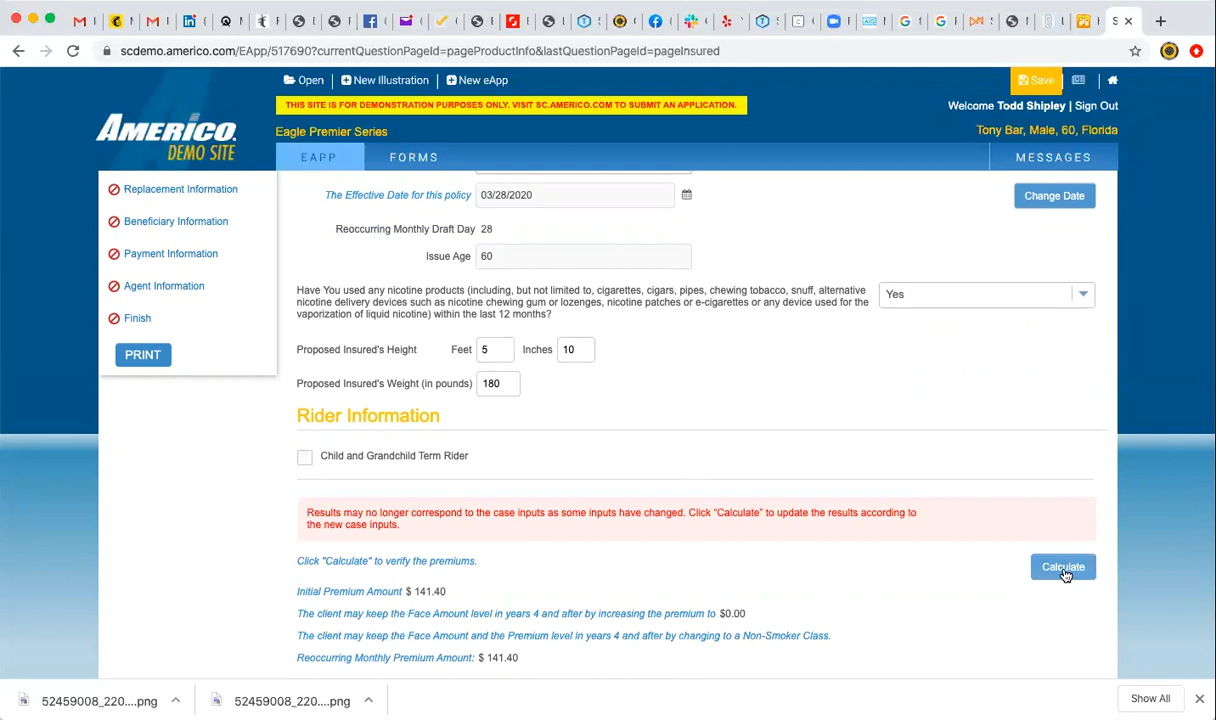 scdemo.americo.com/EApp/517690?currentQuestionPageId=pageProductInfo&lastQuestionPageId=pageInsured
Open | New Illustration | New eApp
Save
THIS SITE IS FOR DEMONSTRATION PURPOSES ONLY. VISIT SC.AMERICO.COM TO SUBMIT AN APPLICATION.
Welcome Todd Shipley | Sign Out
AMERICO.
DEMO SITE
Eagle Premier Series
Tony Bar, Male, 60, Florida
EAPP
FORMS
MESSAGES
Replacement Information
Beneficiary Information
Payment Information
Agent Information
Finish
PRINT
The Effective Date for this policy 03/28/2020
Change Date
Reoccurring Monthly Draft Day 28
Issue Age 60
Have You used any nicotine products (including, but not limited to, cigarettes, cigars, pipes, chewing tobacco, snuff, alternative
nicotine delivery devices such as nicotine chewing gum or lozenges, nicotine patches or e-cigarettes or any device used for the
vaporization of liquid nicotine) within the last 12 months?
Yes
Proposed Insured's Height Feet 5 Inches 10
Proposed Insured's Weight (in pounds) 180
Rider Information
Child and Grandchild Term Rider
Results may no longer correspond to the case inputs as some inputs have changed. Click "Calculate" to update the results according to
the new case inputs.
Click "Calculate" to verify the premiums.
Calculate
Initial Premium Amount $ 141.40
The client may keep the Face Amount level in years 4 and after by increasing the premium to $0.00
The client may keep the Face Amount and the Premium level in years 4 and after by changing to a Non-Smoker Class.
Reoccurring Monthly Premium Amount: $ 141.40
52459008_220....png
52459008_220....png
Show All